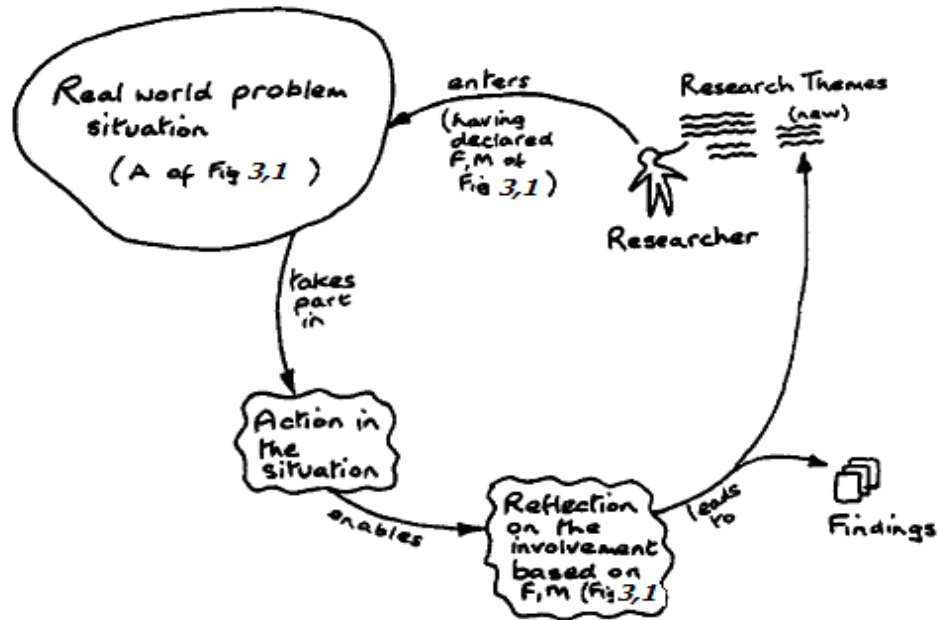 Real world problem
situation
(A of Fig 3,1 )
enters
(having
declared
F,M of
Fig 3,1)
Research Themes
(new)
Researcher
takes
part
in
Action in
the
situation
enables
Reflection
on the
involvement
based on
F,M (Fig 3,1
leads
to
Findings